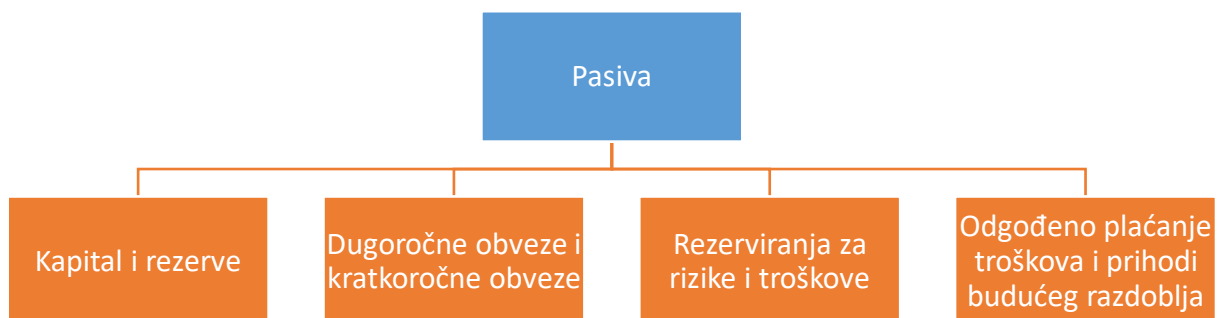 Pasiva
Kapital i rezerve
Dugoročne obveze i
kratkoročne obveze
Rezerviranja za
rizike i troškove
Odgođeno plaćanje
troškova i prihodi
budućeg razdoblja